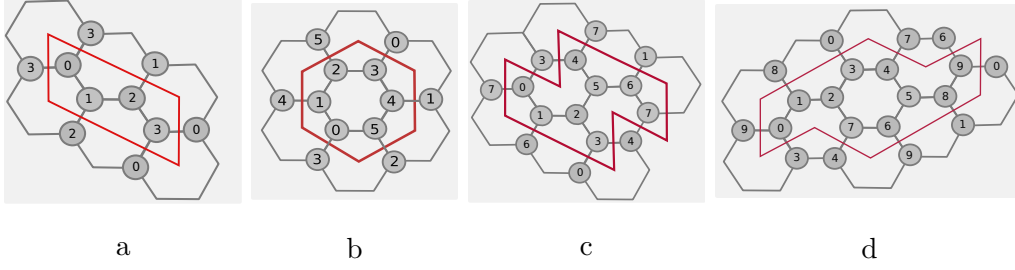 3
3 0 1
1 2
2 3 0
0
5 0
2 3
4 1 4 1
0 5
3 2
7
3 4 1
7 0 5 6
1 2 7
6 3 4
0
0 7 6
8 3 4 9 0
1 2 5 8
9 0 7 6 1
3 4 9
a b c d